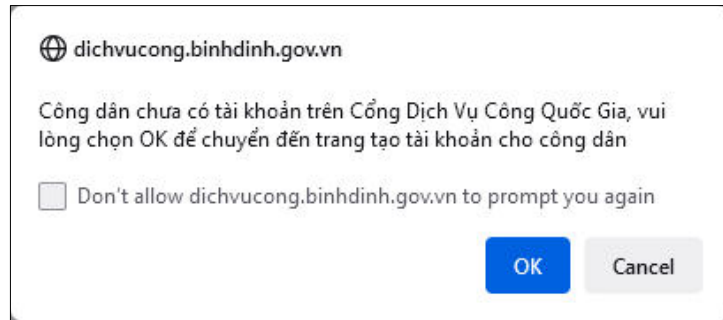 dichvucong.binhdinh.gov.vn
Công dân chưa có tài khoản trên Cổng Dịch Vụ Công Quốc Gia, vui
lòng chọn OK để chuyển đến trang tạo tài khoản cho công dân
Don't allow dichvucong.binhdinh.gov.vn to prompt you again
OK Cancel